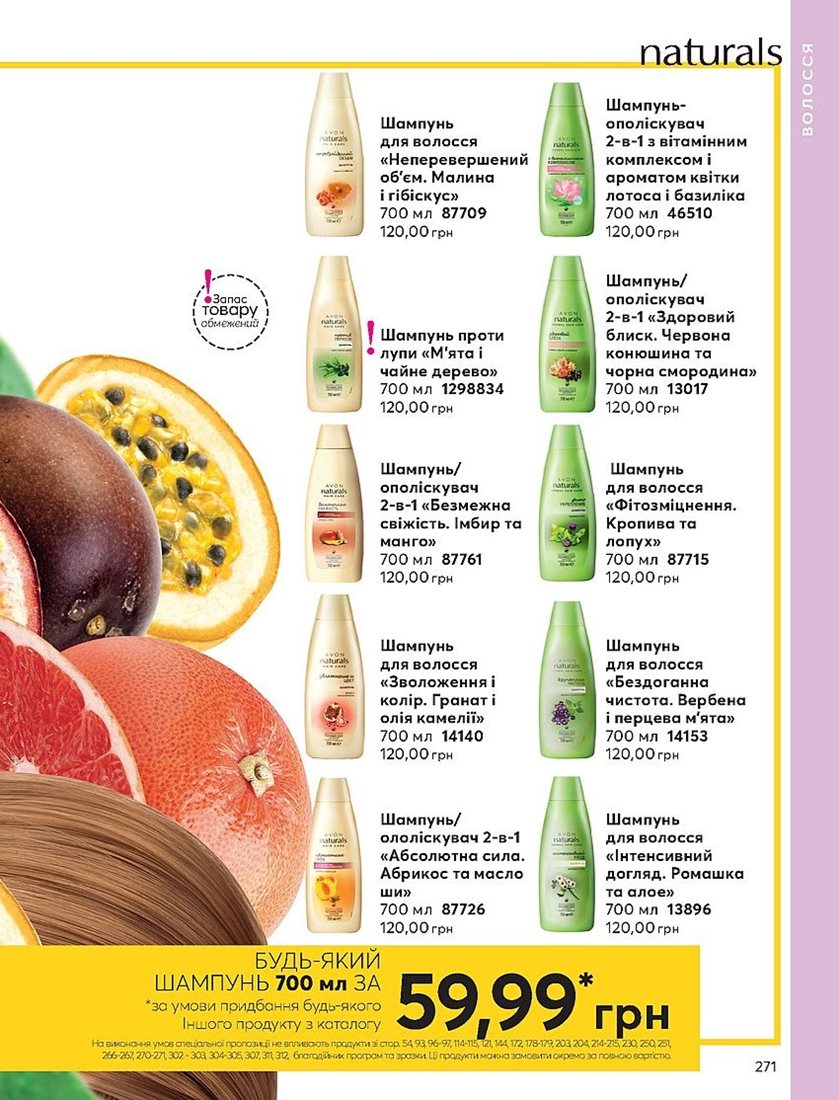 naturals
ВОЛОССЯ
Шампунь
для волосся
«Неперевершений
об'єм. Малина
і гібіскус»
700 мл 87709
120,00 грн
Шампунь-
ополіскувач
2-в-1 з вітамінним
комплексом і
ароматом квітки
лотоса і базиліка
700 мл 46510
120,00 грн
! Запас
товару
обмежений
! Шампунь проти
лупи «М'ята і
чайне дерево»
700 мл 1298834
120,00 грн
Шампунь/
ополіскувач
2-в-1 «Здоровий
блиск. Червона
конюшина та
чорна смородина»
700 мл 13017
120,00 грн
Шампунь/
ополіскувач
2-в-1 «Безмежна
свіжість. Імбир та
манго»
700 мл 87761
120,00 грн
Шампунь
для волосся
«Фітозміцнення.
Кропива та
лопух»
700 мл 87715
120,00 грн
Шампунь
для волосся
«Зволоження і
колір. Гранат і
олія камелії»
700 мл 14140
120,00 грн
Шампунь
для волосся
«Бездоганна
чистота. Вербена
і перцева м'ята»
700 мл 14153
120,00 грн
Шампунь/
ололіскувач 2-в-1
«Абсолютна сила.
Абрикос та масло
ши»
700 мл 87726
120,00 грн
Шампунь
для волосся
«Інтенсивний
догляд. Ромашка
та алое»
700 мл 13896
120,00 грн
БУДЬ-ЯКИЙ
ШАМПУНЬ 700 мл ЗА
*за умови придбання будь-якого
Іншого продукту з каталогу
59,99* грн
На виконання умов спеціальної пропозиції не впливають продукти зі стор. 54, 93, 96-97, 114-115, 121, 144, 172, 178-179, 203, 204, 214-215, 230, 250, 251,
266-267, 270-271, 302 - 303, 304-305, 307, 311, 312, благодійних програм та зразки. Ці продукти можна замовити окремо за повною вартістю.
271